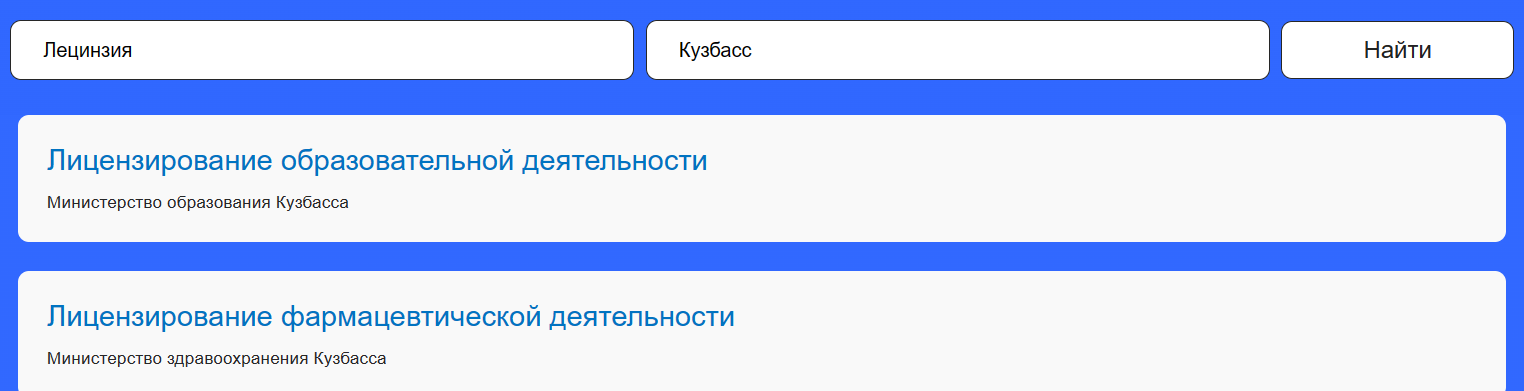 Лецинзия
Кузбасс
Найти
Лицензирование образовательной деятельности
Министерство образования Кузбасса
Лицензирование фармацевтической деятельности
Министерство здравоохранения Кузбасса